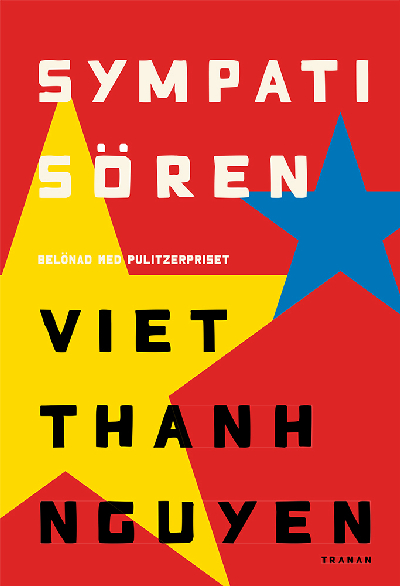 SYMPATI
SÖREN
BELÖNAD MED PULITZERPRISET
VIET
THANH
NGUYEN
TRANAN